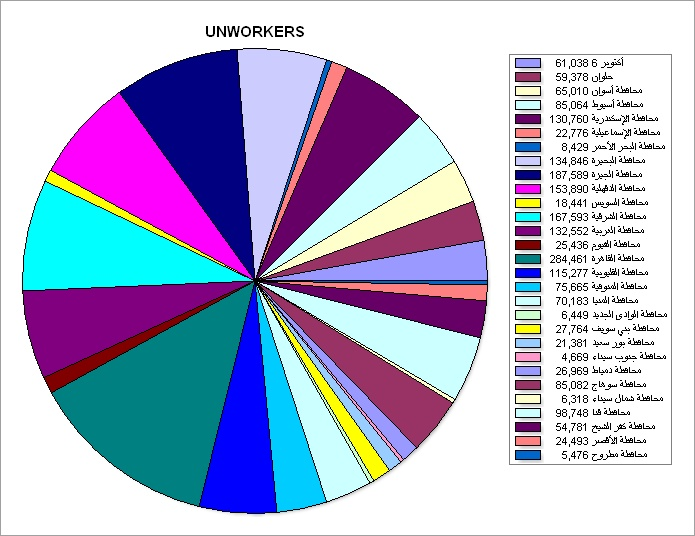 UNWORKERS
61,038 6 أكتوبر
59,378 حلوان
65,010 محافظة أسوان
85,064 محافظة أسيوط
130,760 محافظة الإسكندرية
22,776 محافظة الإسماعيلية
8,429 محافظة البحر الأحمر
134,846 محافظة البحيرة
187,589 محافظة الجيزة
153,890 محافظة الدقهلية
18,441 محافظة السويس
167,593 محافظة الشرقية
132,552 محافظة الغربية
25,436 محافظة الفيوم
284,461 محافظة القاهرة
115,277 محافظة القليوبية
75,665 محافظة المنوفية
70,183 محافظة المنيا
6,449 محافظة الوادى الجديد
27,764 محافظة بني سويف
21,381 محافظة بور سعيد
4,669 محافظة جنوب سيناء
26,969 محافظة دمياط
85,082 محافظة سوهاج
6,318 محافظة شمال سيناء
98,748 محافظة قنا
54,781 محافظة كفر الشيخ
24,493 محافظة الأقصر
5,476 محافظة مطروح